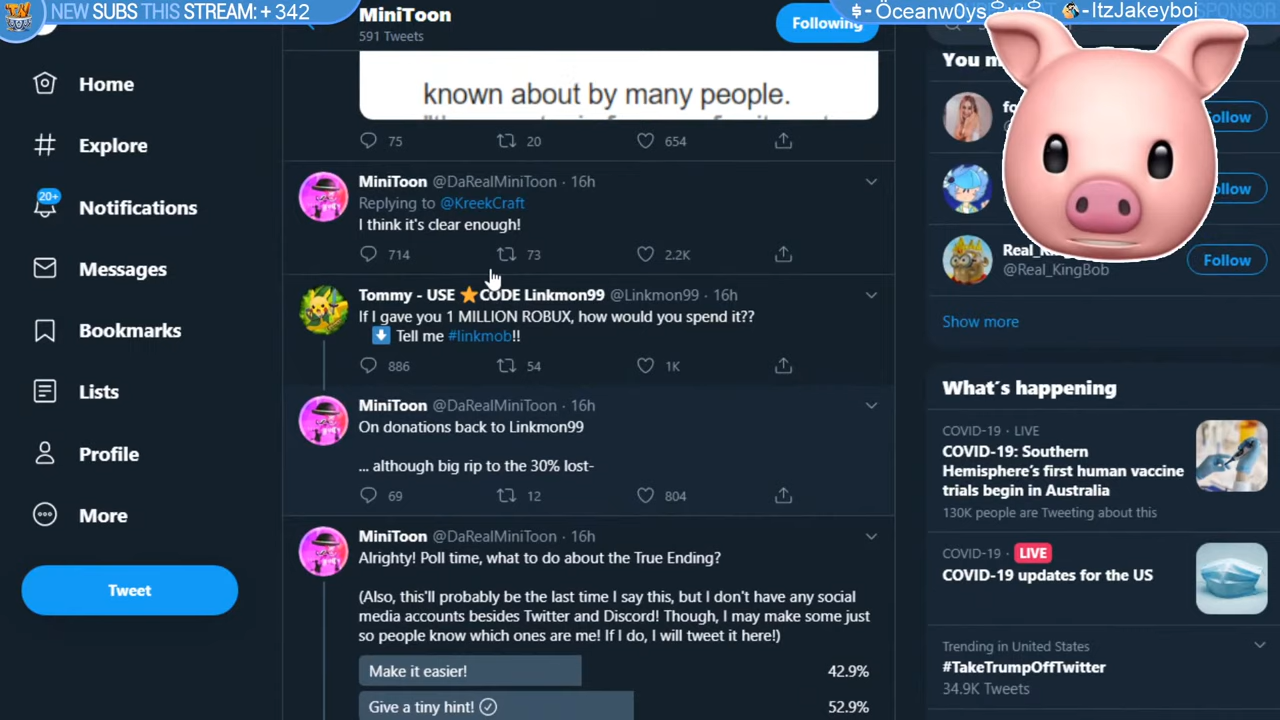 NEW SUBS THIS STREAM: + 342
- Öceanw0ys
-ItzJakeyboi
MiniToon
591 Tweets
Following
Home
Explore
20+
Notifications
Messages
Bookmarks
Lists
Profile
More
Tweet
known about by many people.
75 20 654
MiniToon @DaRealMiniToon · 16h
Replying to @KreekCraft
I think it's clear enough!
714 73 2.2K
Tommy - USE ⭐CODE Linkmon99 @Linkmon99 · 16h
If I gave you 1 MILLION ROBUX, how would you spend it??
⬇ Tell me #linkmob!!
886 54 1K
MiniToon @DaRealMiniToon · 16h
On donations back to Linkmon99
... although big rip to the 30% lost-
69 12 804
MiniToon @DaRealMiniToon · 16h
Alrighty! Poll time, what to do about the True Ending?
(Also, this'll probably be the last time I say this, but I don't have any social
media accounts besides Twitter and Discord! Though, I may make some just
so people know which ones are me! If I do, I will tweet it here!)
Make it easier! 42.9%
Give a tiny hint! 52.9%
Follow
@Real_KingBob
Show more
What's happening
COVID-19 · LIVE
COVID-19: Southern
Hemisphere's first human vaccine
trials begin in Australia
130K people are Tweeting about this
COVID-19 LIVE
COVID-19 updates for the US
Trending in United States
#TakeTrumpOffTwitter
34.9K Tweets